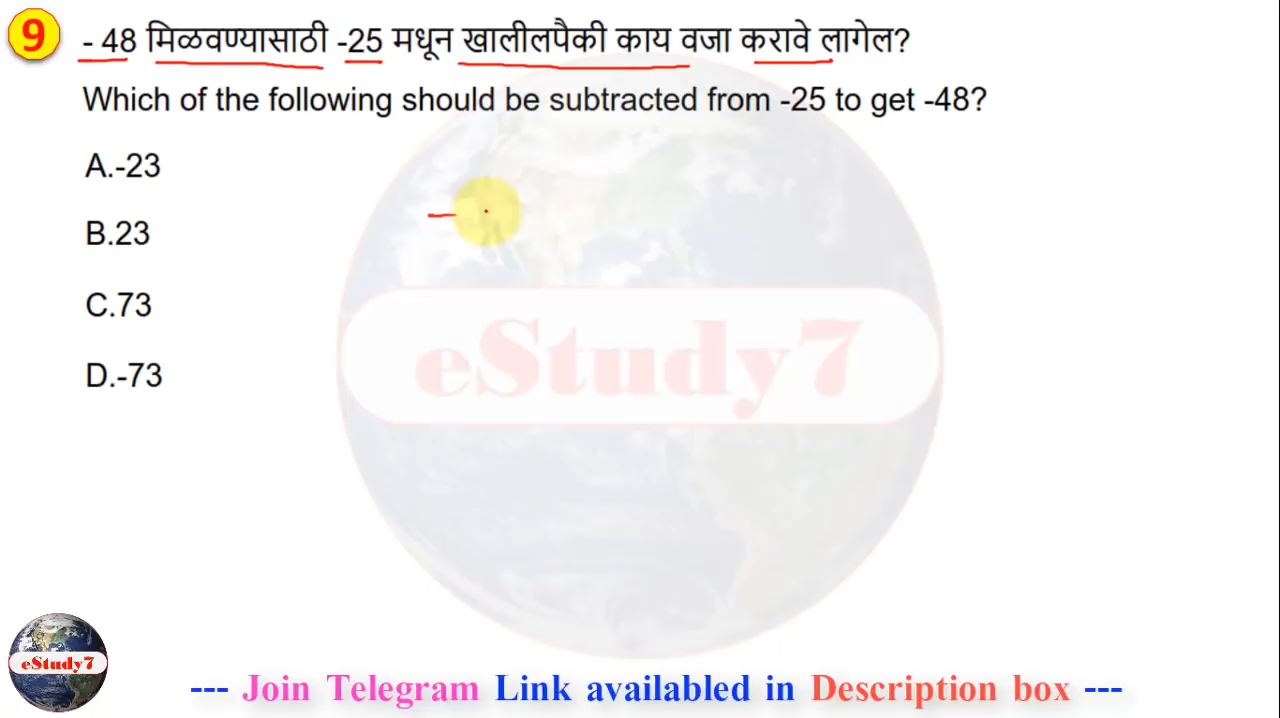 9
- 48 मिळवण्यासाठी -25 मधून खालीलपैकी काय वजा करावे लागेल?
Which of the following should be subtracted from -25 to get -48?
A.-23
B.23
C.73
D.-73
eStudy7
eStudy7
--- Join Telegram Link availabled in Description box ---